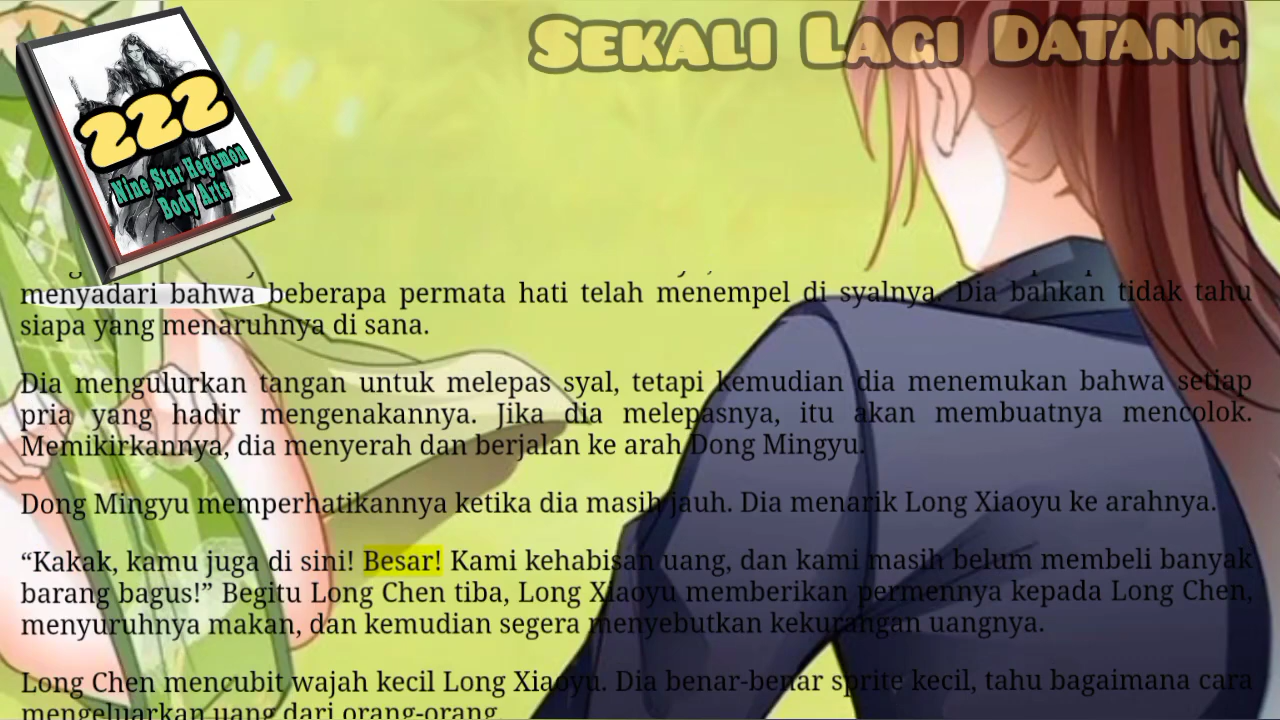 SEKALI LAGI DATANG
222
Nine Star Hegemon
Body Arts
menyadari bahwa beberapa permata hati telah menempel di syalnya. Dia bahkan tidak tahu
siapa yang menaruhnya di sana.
Dia mengulurkan tangan untuk melepas syal, tetapi kemudian dia menemukan bahwa setiap
pria yang hadir mengenakannya. Jika dia melepasnya, itu akan membuatnya mencolok.
Memikirkannya, dia menyerah dan berjalan ke arah Dong Mingyu.
Dong Mingyu memperhatikannya ketika dia masih jauh. Dia menarik Long Xiaoyu ke arahnya.
“Kakak, kamu juga di sini! Besar! Kami kehabisan uang, dan kami masih belum membeli banyak
barang bagus!” Begitu Long Chen tiba, Long Xiaoyu memberikan permennya kepada Long Chen,
menyuruhnya makan, dan kemudian segera menyebutkan kekurangan uangnya.
Long Chen mencubit wajah kecil Long Xiaoyu. Dia benar-benar sprite kecil, tahu bagaimana cara
mengeluarkan uang dari orang-orang.